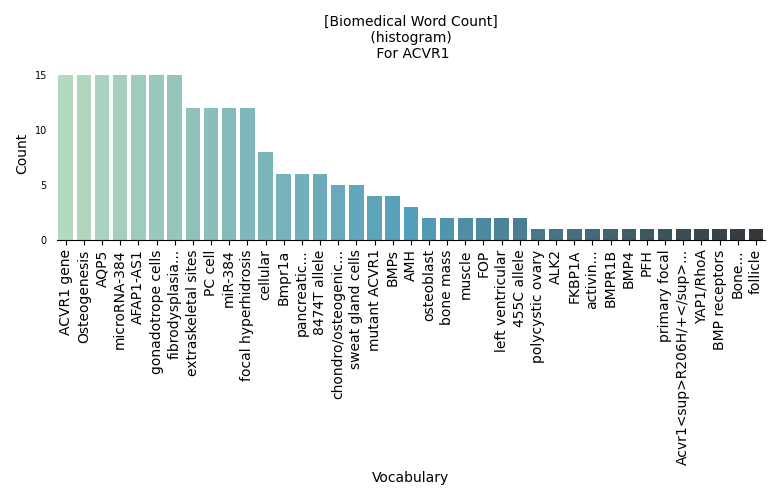 [Biomedical Word Count]
(histogram)
For ACVR1
Count
15
10
5
0
ACVR1 gene
Osteogenesis
AQP5
microRNA-384
AFAP1-AS1
gonadotrope cells
fibrodysplasia...
extraskeletal sites
PC cell
miR-384
focal hyperhidrosis
cellular
Bmpr1a
pancreatic...
8474T allele
chondro/osteogenic...
sweat gland cells
mutant ACVR1
BMPs
AMH
osteoblast
bone mass
muscle
FOP
left ventricular
455C allele
polycystic ovary
ALK2
FKBP1A
activin...
BMPR1B
BMP4
PFH
primary focal
Acvr1<sup>R206H/+</sup>...
YAP1/RhoA
BMP receptors
Bone...
follicle
Vocabulary